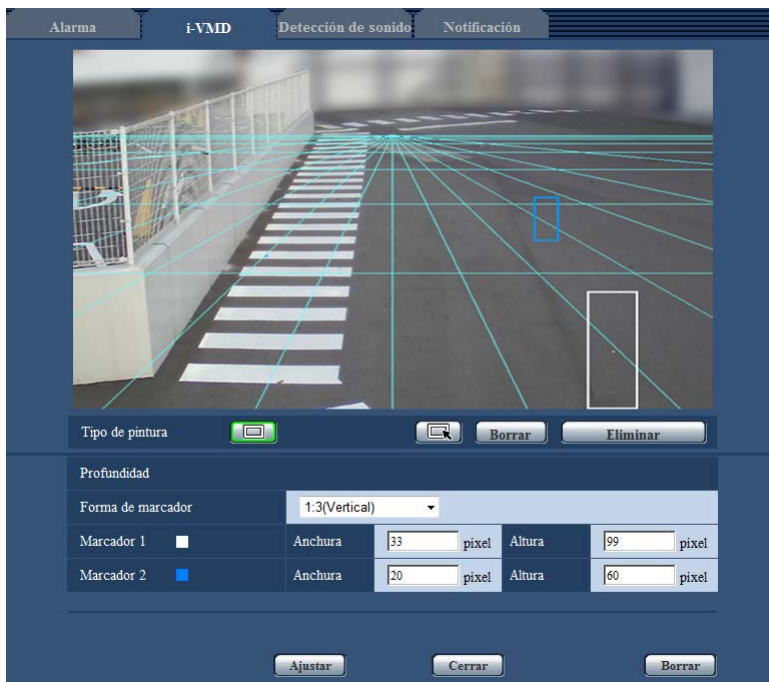 Alarma i-VMD Detección de sonido Notificación
Tipo de pintura Borrar Eliminar
Profundidad
Forma de marcador 1:3(Vertical)
Marcador 1 Anchura 33 pixel Altura 99 pixel
Marcador 2 Anchura 20 pixel Altura 60 pixel
Ajustar Cerrar Borrar